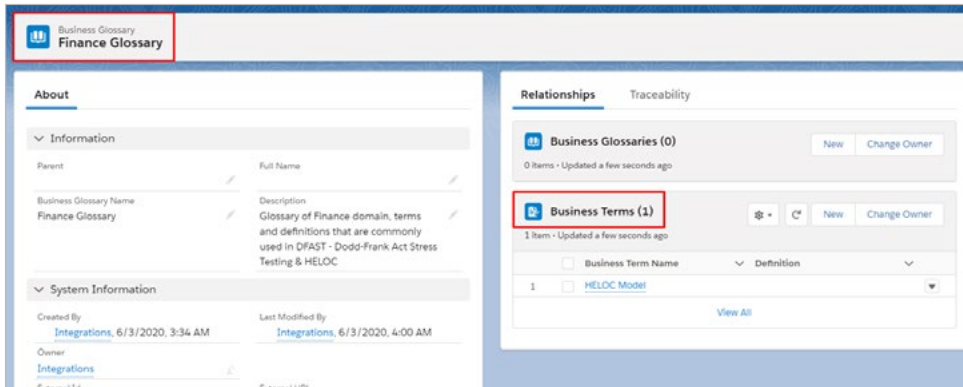 Business Glossary
Finance Glossary
About
Information
Parent
Full Name
Business Glossary Name
Finance Glossary
Description
Glossary of Finance domain, terms
and definitions that are commonly
used in DFAST - Dodd-Frank Act Stress
Testing & HELOC
System Information
Created By
Integrations, 6/3/2020, 3:34 AM
Last Modified By
Integrations, 6/3/2020, 4:00 AM
Owner
Integrations
Relationships Traceability
Business Glossaries (0)
New Change Owner
0 items • Updated a few seconds ago
Business Terms (1)
New Change Owner
1 item • Updated a few seconds ago
Business Term Name Definition
1 HELOC Model
View All